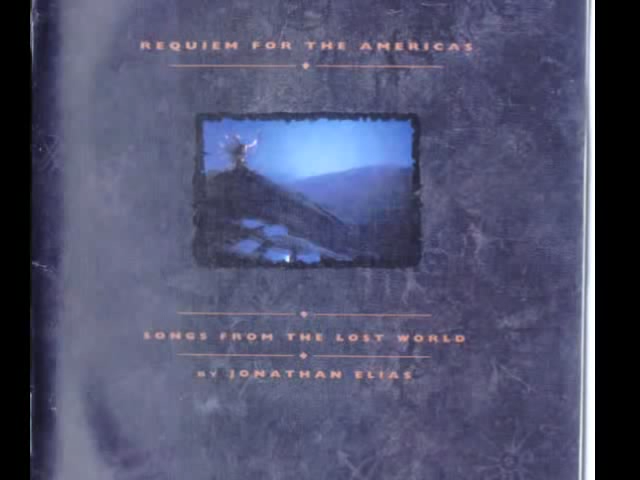 REQUIEM FOR THE AMERICAS
SONGS FROM THE LOST WORLD
BY JONATHAN ELIAS